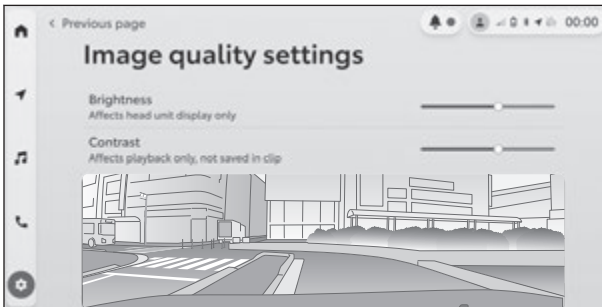 < Previous page
00:00
Image quality settings
Brightness
Affects head unit display only
Contrast
Affects playback only, not saved in clip